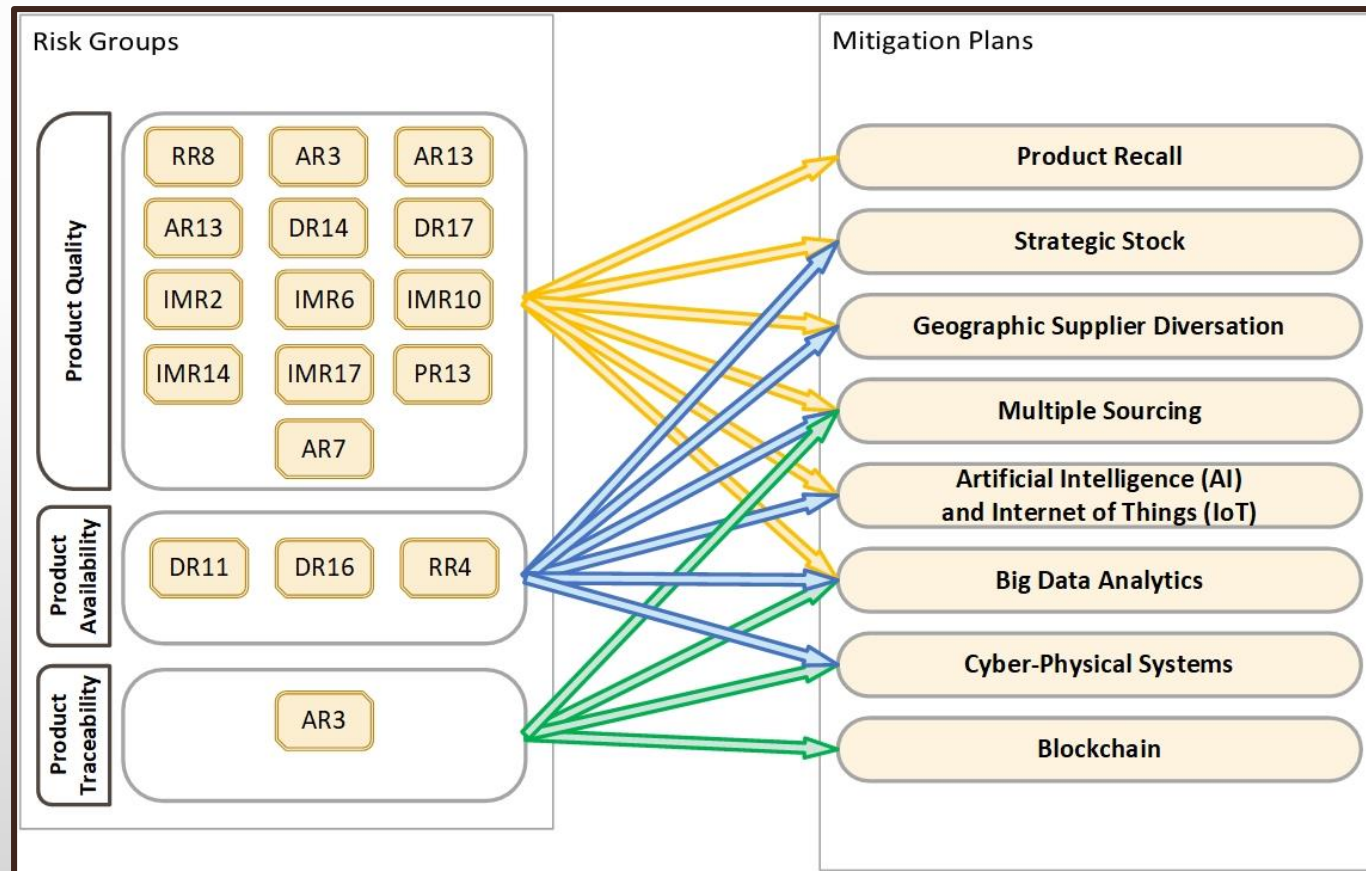 Risk Groups
Product Quality
RR8 AR3 AR13
AR13 DR14 DR17
IMR2 IMR6 IMR10
IMR14 IMR17 PR13
AR7
Product
Availability
DR11 DR16 RR4
Product
Traceability
AR3
Mitigation Plans
Product Recall
Strategic Stock
Geographic Supplier Diversation
Multiple Sourcing
Artificial Intelligence (AI)
and Internet of Things (IoT)
Big Data Analytics
Cyber-Physical Systems
Blockchain